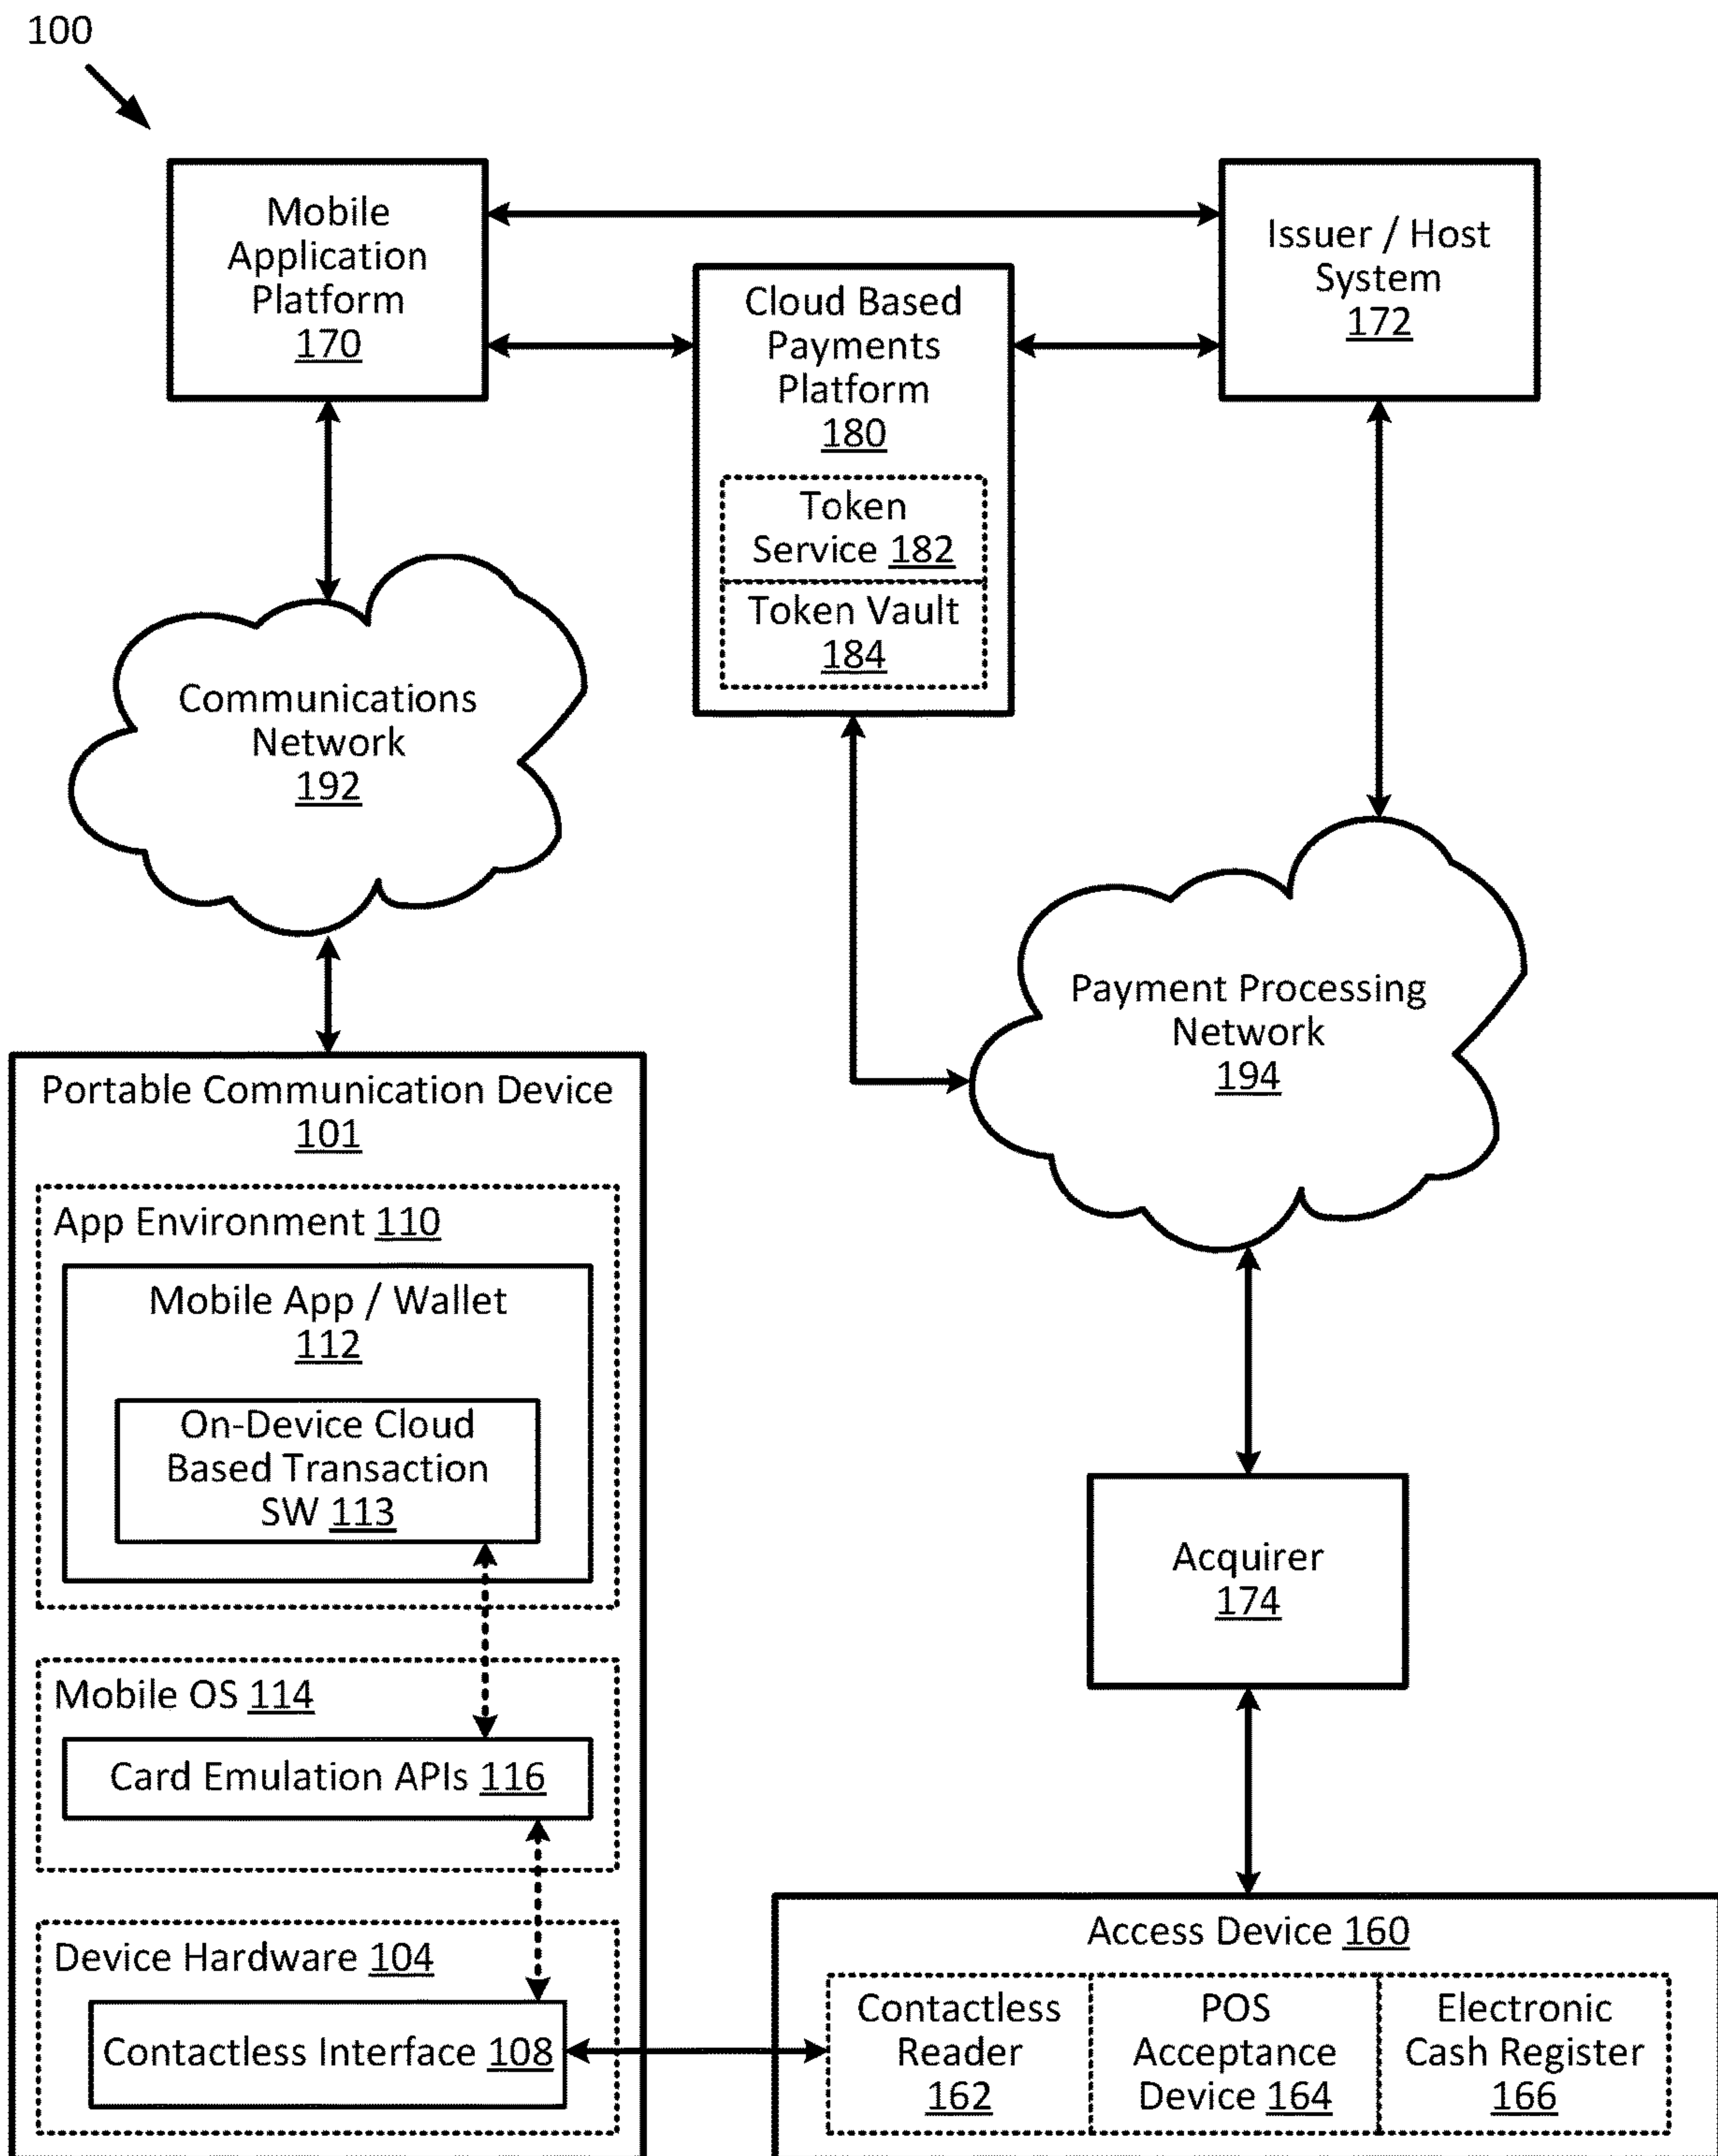 100
Mobile
Application
Platform
170
Issuer / Host
System
172
Cloud Based
Payments
Platform
180
Token
Service 182
Token Vault
184
Communications
Network
192
Payment Processing
Network
194
Portable Communication Device
101
App Environment 110
Mobile App / Wallet
112
On-Device Cloud
Based Transaction
SW 113
Mobile OS 114
Card Emulation APIs 116
Device Hardware 104
Contactless Interface 108
Acquirer
174
Access Device 160
Contactless
Reader
162
POS
Acceptance
Device 164
Electronic
Cash Register
166